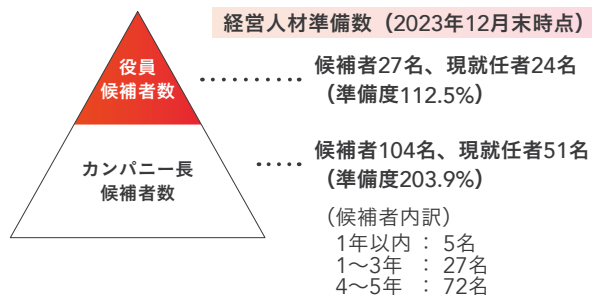 経営人材準備数（2023年12月末時点）
役員
候補者数
候補者27名、現就任者24名
（準備度112.5%）
カンパニー長
候補者数
候補者104名、現就任者51名
（準備度203.9%）
（候補者内訳）
1年以内 ： 5名
1～3年 ： 27名
4～5年 ： 72名